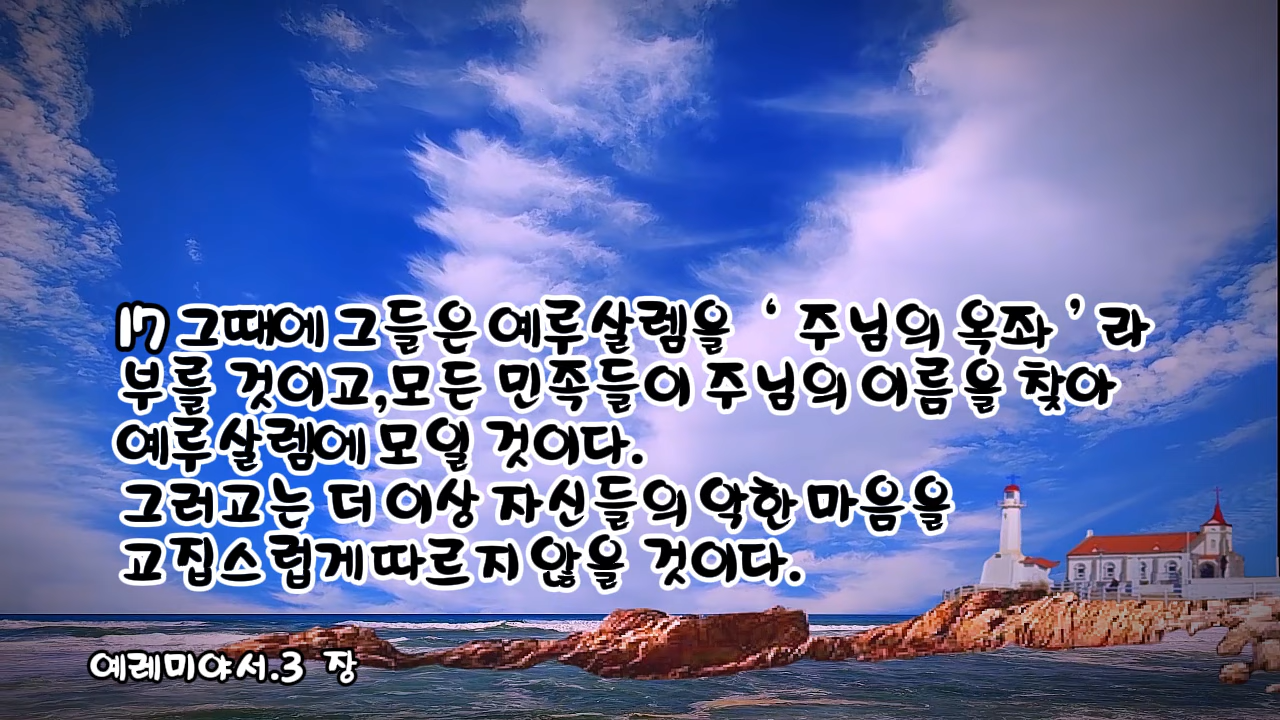 17 그때에 그들은 예루살렘을 ‘ 주님의 옥좌 ’ 라
부를 것이고,모든 민족들이 주님의 이름을 찾아
예루살렘에 모일 것이다.
그러고는 더 이상 자신들의 악한 마음을
고집스럽게 따르지 않을 것이다.
예레미야서.3 장